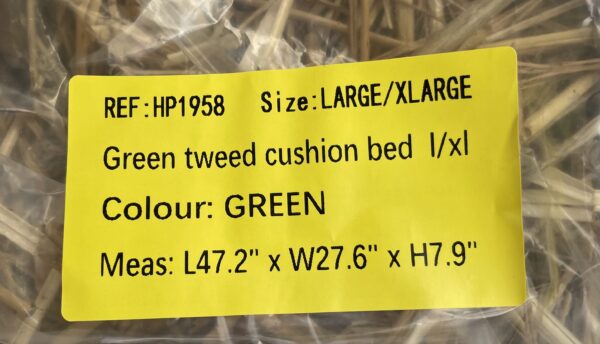 REF:HP1958 Size:LARGE/XLARGE
Green tweed cushion bed l/xl
Colour: GREEN
Meas: L47.2" x W27.6" x H7.9"